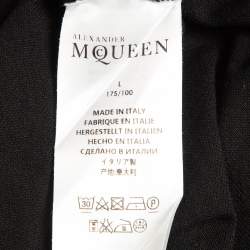 ALEXANDER
McQUEEN
L
175/100
MADE IN ITALY
FABRIQUE EN ITALIE
HERGESTELLT IN ITALIEN
HECHO EN ITALIA
СДЕЛАНО В ИТАЛИИ
イタリア製
产地:意大利
30
P